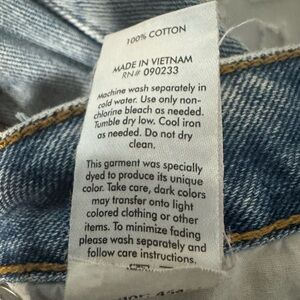 100% COTTON
MADE IN VIETNAM
RN# 090233
Machine wash separately in
cold water. Use only non-
chlorine bleach as needed.
Tumble dry low. Cool iron
as needed. Do not dry
clean.
This garment was specially
dyed to produce its unique
color. Take care, dark colors
may transfer onto light
colored clothing or other
items. To minimize fading
please wash separately and
follow care instructions.